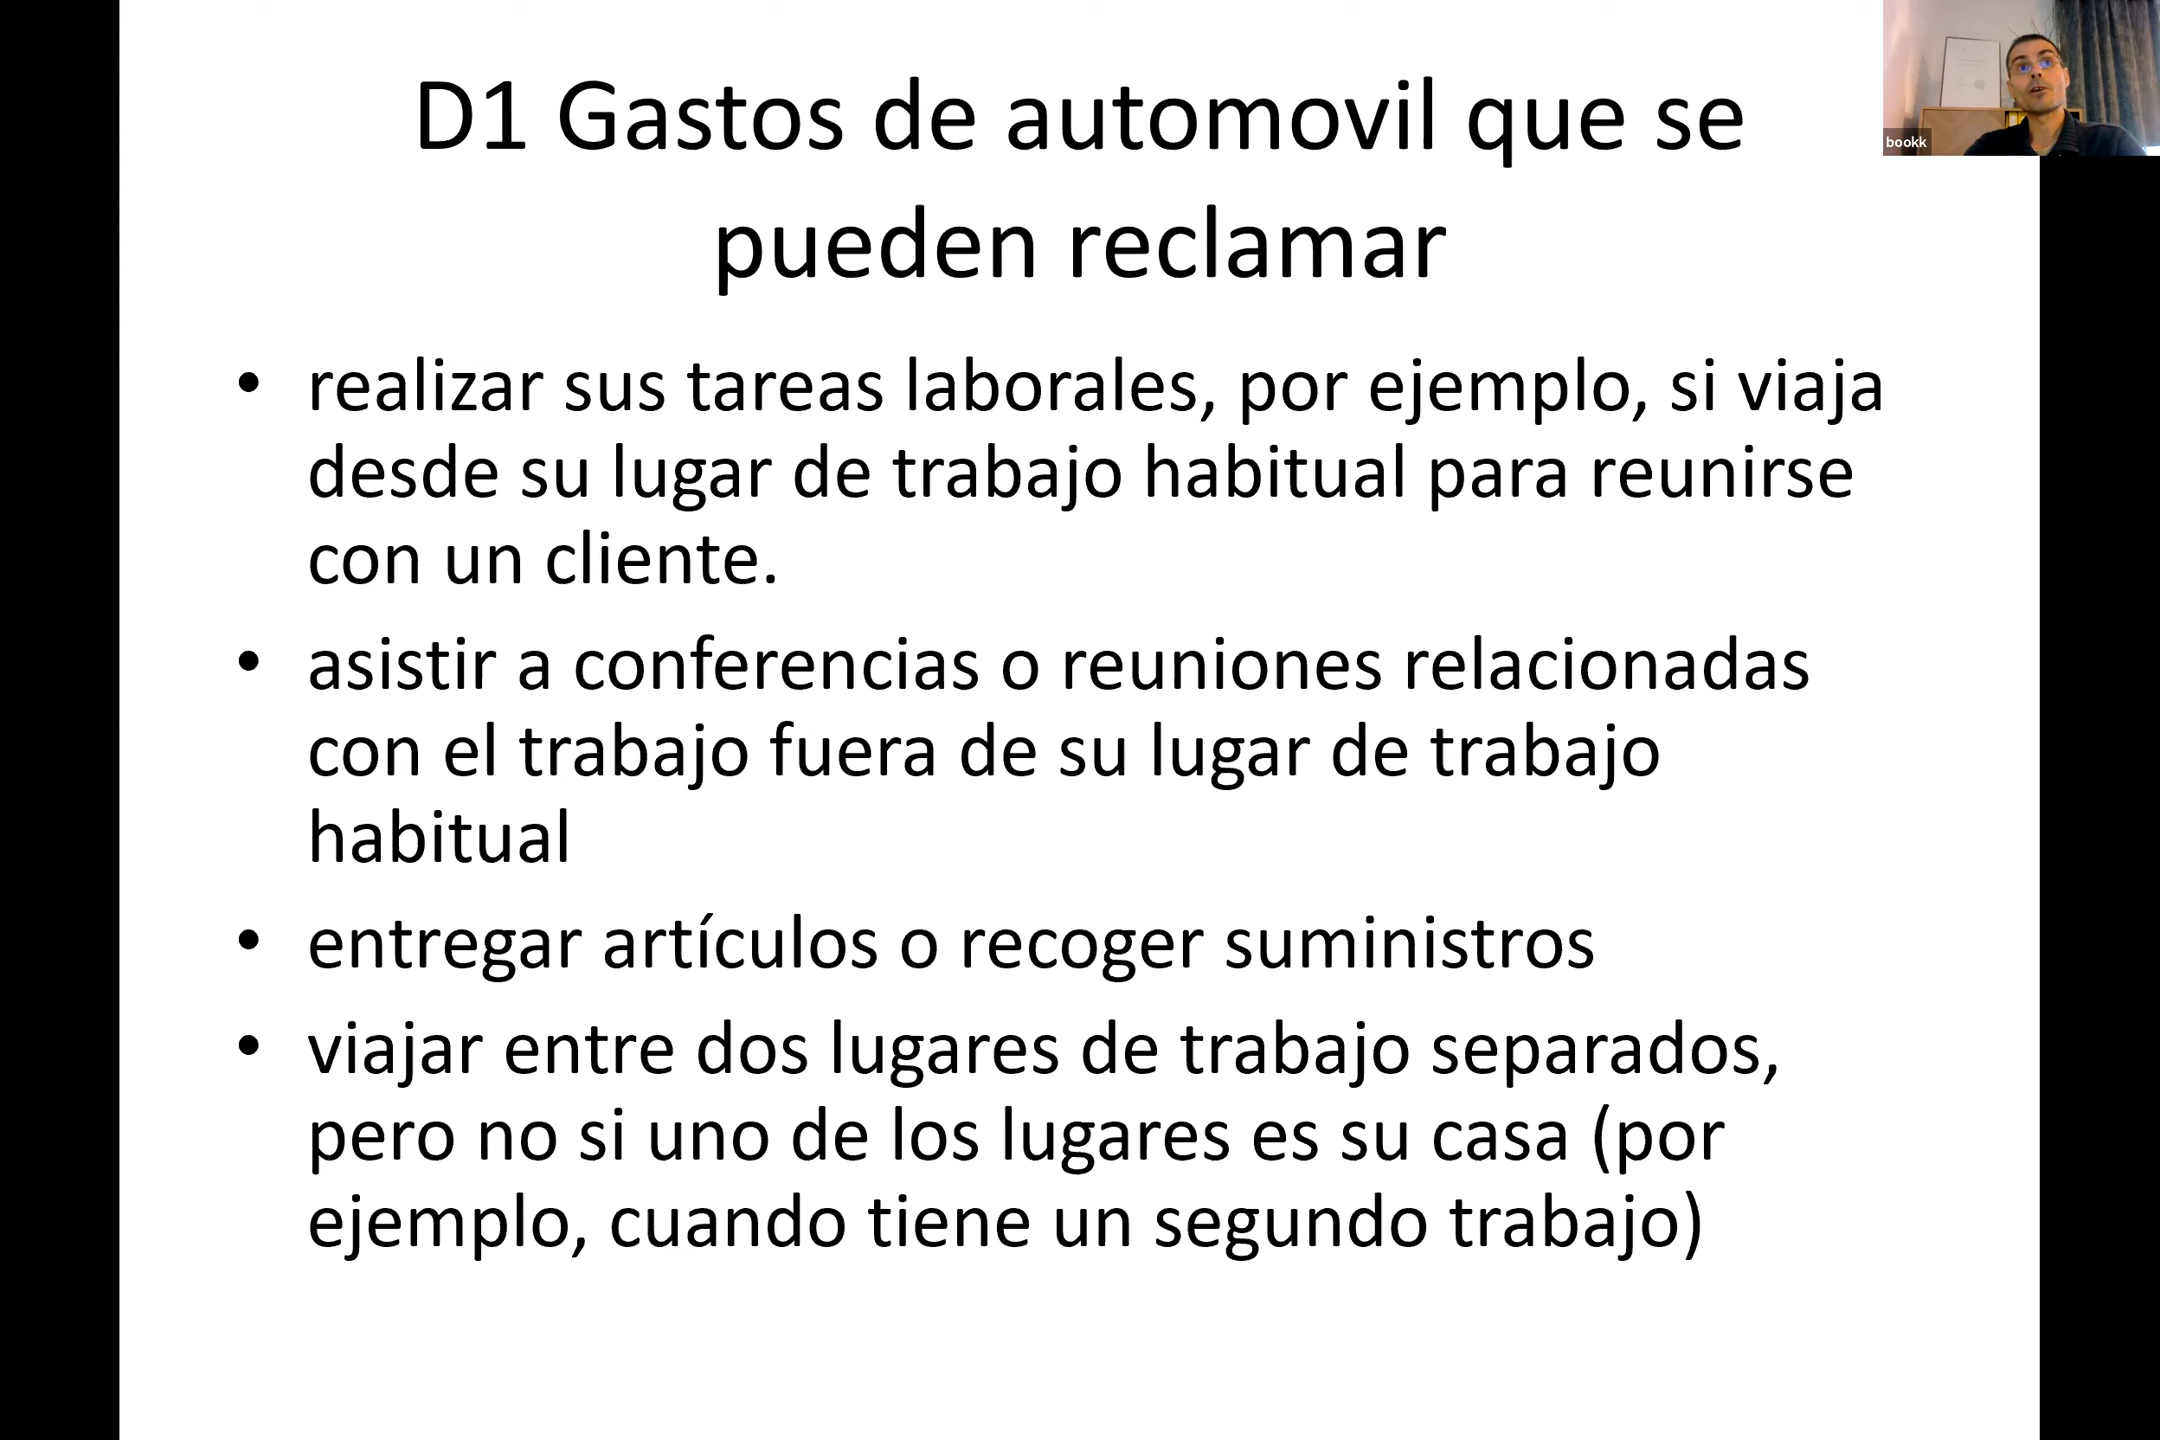 D1 Gastos de automovil que se
pueden reclamar
bookk
• realizar sus tareas laborales, por ejemplo, si viaja
desde su lugar de trabajo habitual para reunirse
con un cliente.
• asistir a conferencias o reuniones relacionadas
con el trabajo fuera de su lugar de trabajo
habitual
• entregar artículos o recoger suministros
• viajar entre dos lugares de trabajo separados,
pero no si uno de los lugares es su casa (por
ejemplo, cuando tiene un segundo trabajo)